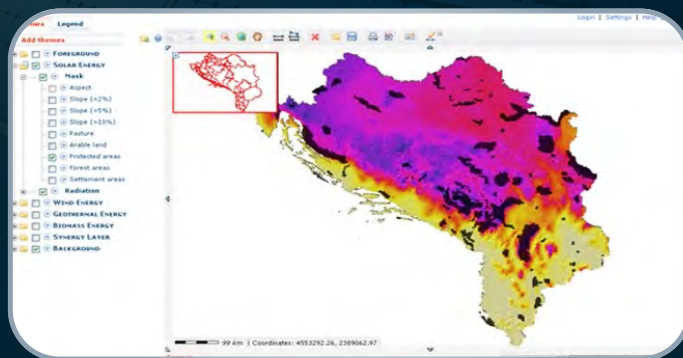 Legend
Login | Settings | Help
Add themes
FOREGROUND
SOLAR ENERGY
Mask
Aspect
Slope (>2%)
Slope (>5%)
Slope (>10%)
Pasture
Arable land
Protected areas
Forest areas
Settlement areas
Radiation
WIND ENERGY
GEOTHERMAL ENERGY
BIOMASS ENERGY
SYNERGY LAYER
BACKGROUND
99 km | Coordinates: 4553292.26, 2389062.97